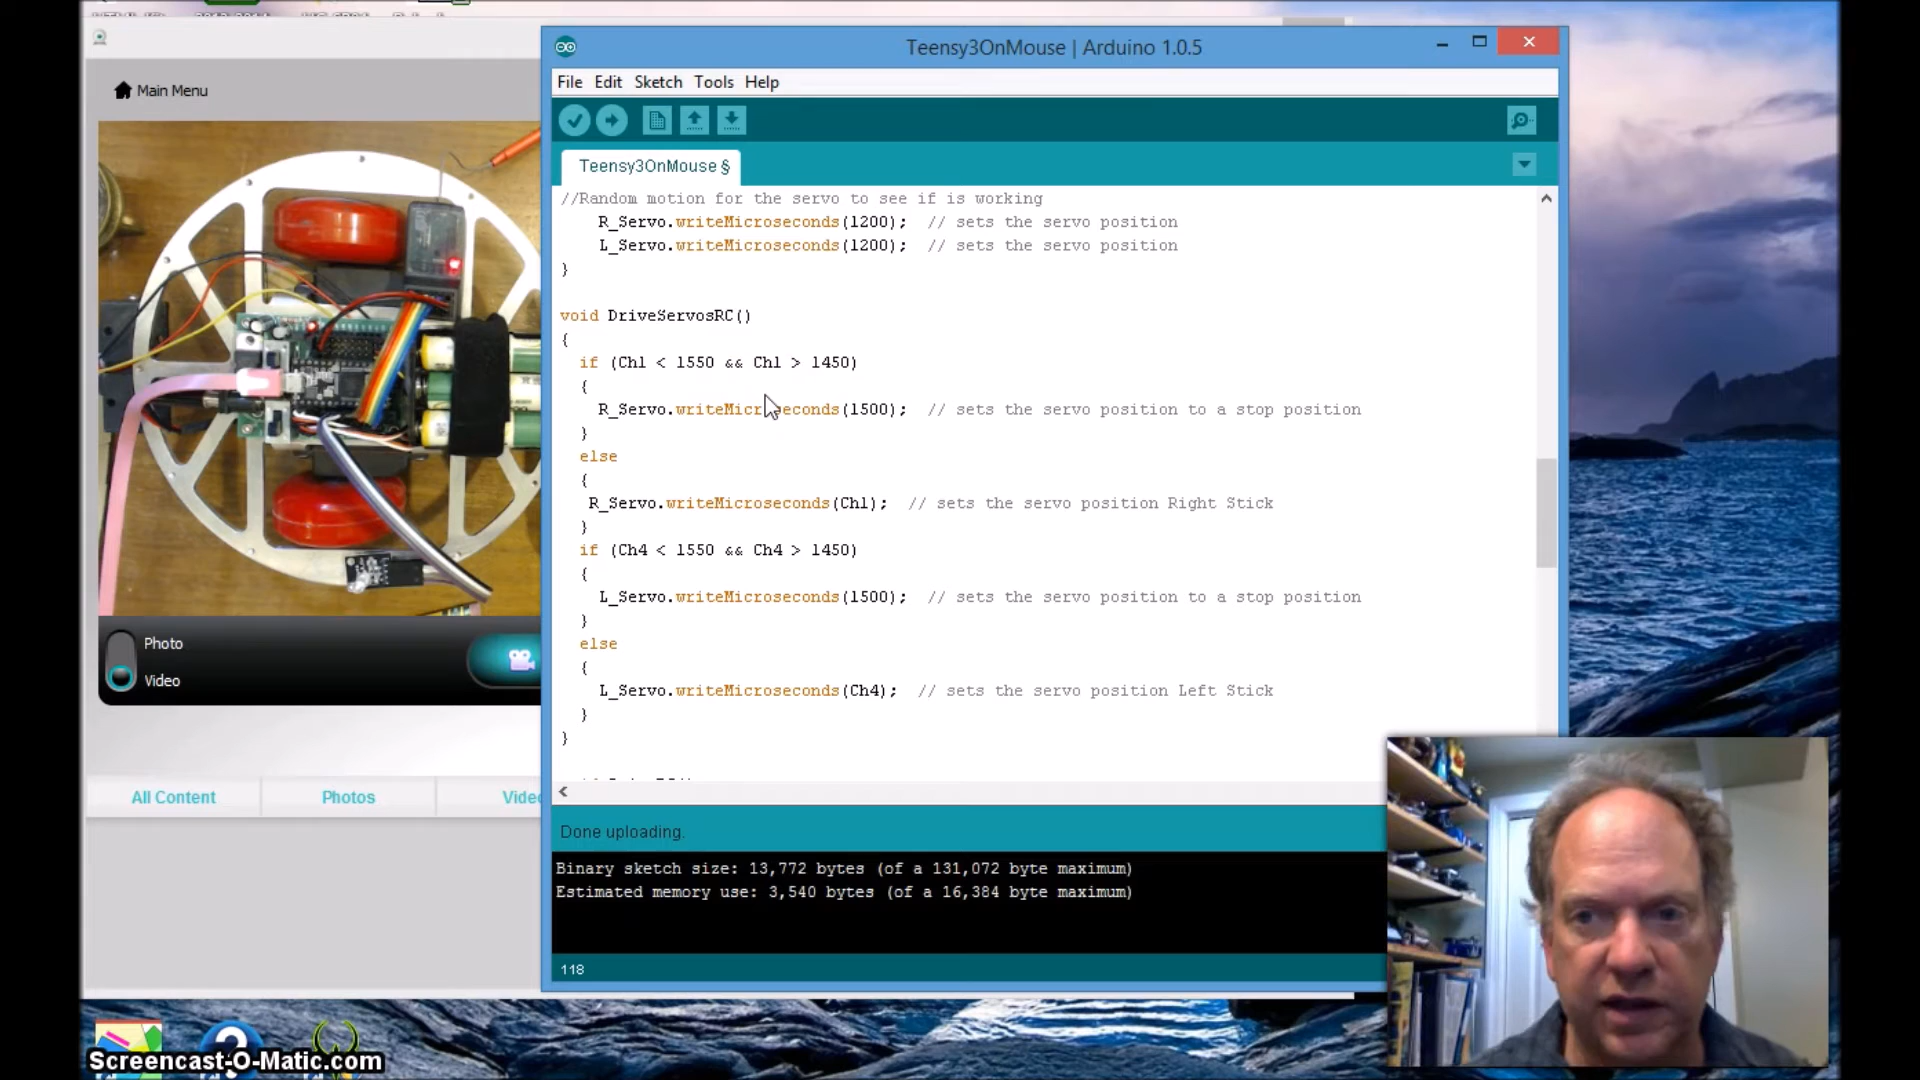 Teensy3OnMouse | Arduino 1.0.5
File Edit Sketch Tools Help
Main Menu
Teensy3OnMouse §
//Random motion for the servo to see if is working
R_Servo.writeMicroseconds(1200); // sets the servo position
L_Servo.writeMicroseconds(1200); // sets the servo position
}
void DriveServosRC()
{
if (Ch1 < 1550 && Ch1 > 1450)
{
R_Servo.writeMicroseconds(1500); // sets the servo position to a stop position
}
else
{
R_Servo.writeMicroseconds(Ch1); // sets the servo position Right Stick
}
if (Ch4 < 1550 && Ch4 > 1450)
{
L_Servo.writeMicroseconds(1500); // sets the servo position to a stop position
}
else
{
L_Servo.writeMicroseconds(Ch4); // sets the servo position Left Stick
}
}
Photo
Video
All Content Photos Video
Done uploading.
Binary sketch size: 13,772 bytes (of a 131,072 byte maximum)
Estimated memory use: 3,540 bytes (of a 16,384 byte maximum)
118
Screencast-O-Matic.com